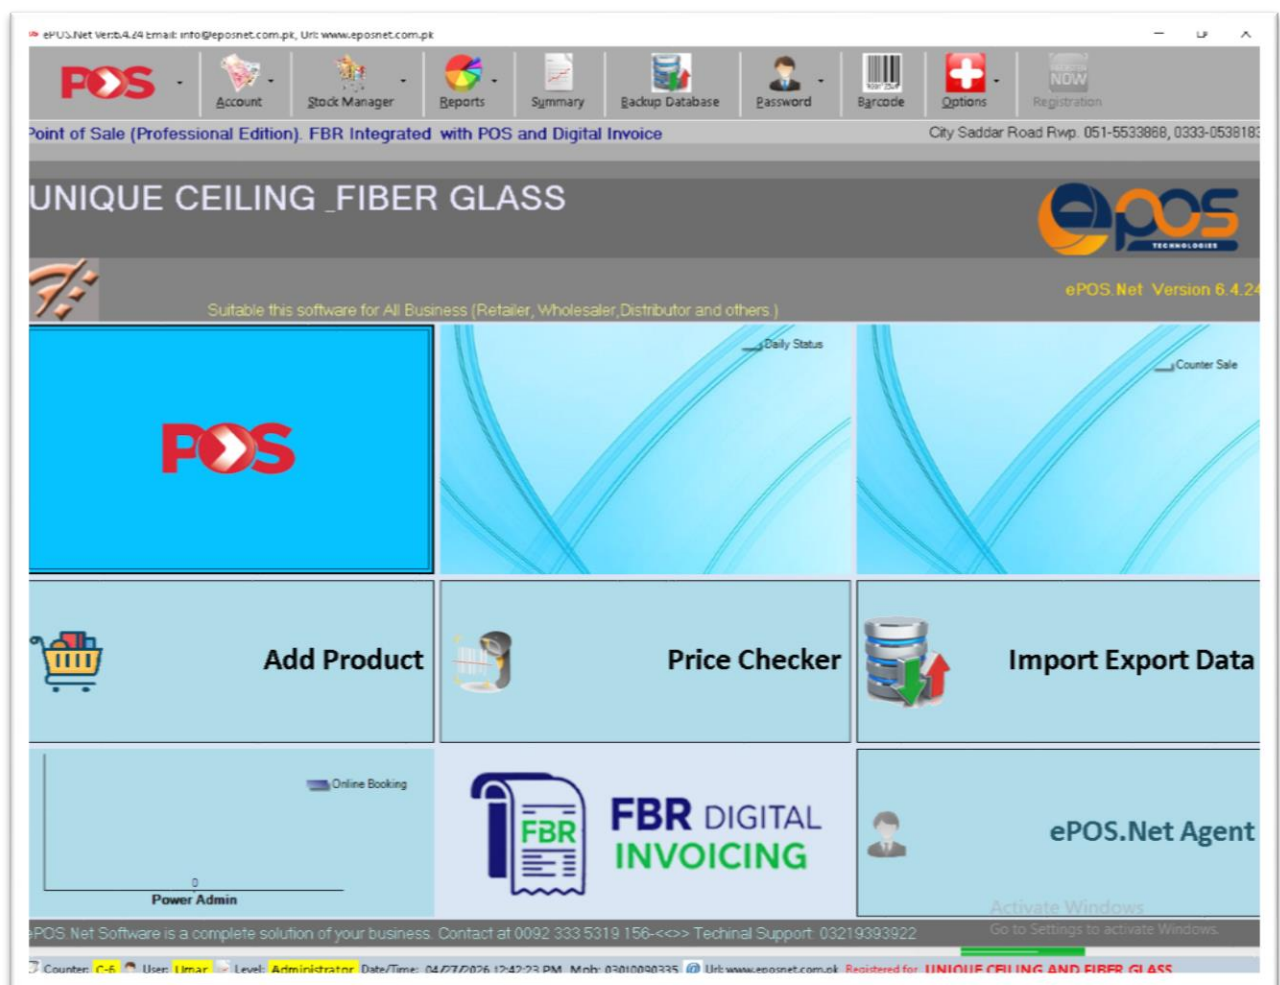 ePOS.Net Ver:6.4.24 Email: info@eposnet.com.pk, Url: www.eposnet.com.pk
POS
Account
Stock Manager
Reports
Summary
Backup Database
Password
Barcode
Options
NOW
Registration
Point of Sale (Professional Edition). FBR Integrated with POS and Digital Invoice
City Saddar Road Rwp. 051-5533868, 0333-0538183
UNIQUE CEILING _FIBER GLASS
epos
TECHNOLOGIES
ePOS.Net Version 6.4.24
Suitable this software for All Business (Retailer, Wholesaler,Distributor and others.)
POS
Daily Status
Counter Sale
Add Product
Price Checker
Import Export Data
Online Booking
0
Power Admin
FBR
FBR DIGITAL
INVOICING
ePOS.Net Agent
Activate Windows
Go to Settings to activate Windows.
ePOS.Net Software is a complete solution of your business. Contact at 0092 333 5319 156-<<>> Techinal Support: 03219393922
Counter: C-6 User: Umar Level: Administrator Date/Time: 04/27/2026 12:42:23 PM Mob: 03010090335 Url: www.eposnet.com.pk Registered for UNIQUE CEILING AND FIBER GLASS